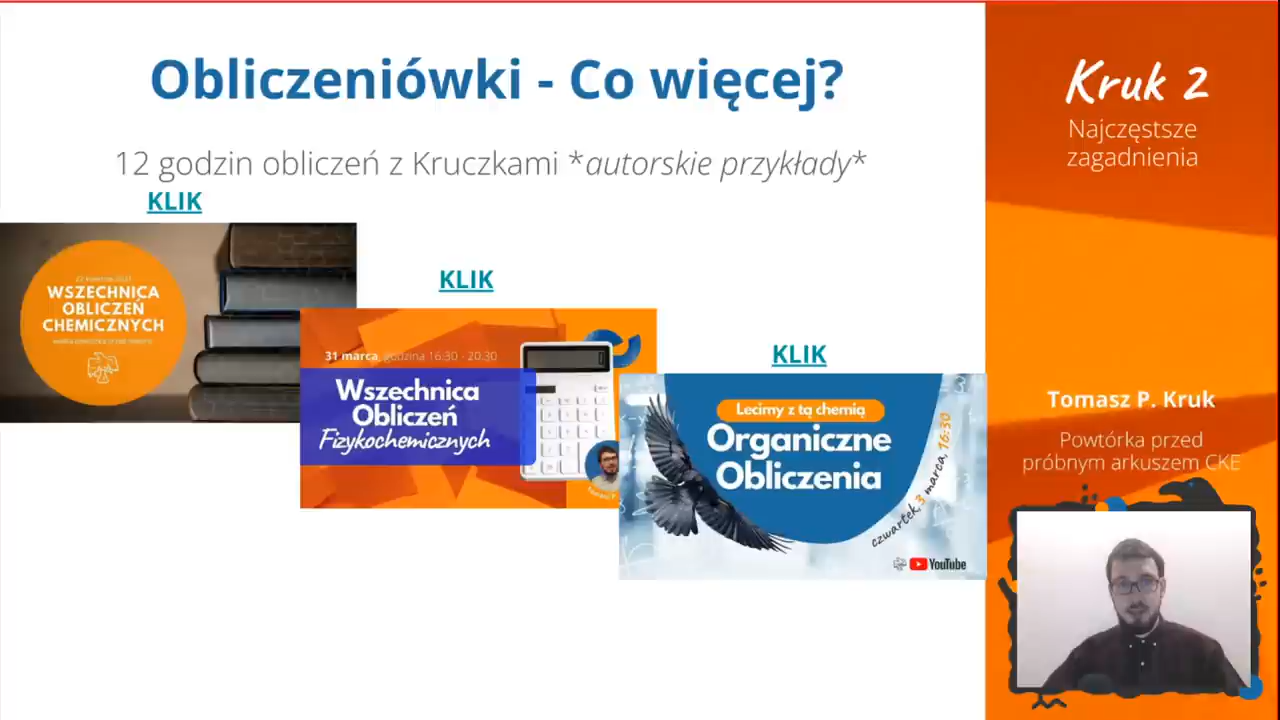 Obliczeniówki - Co więcej?
12 godzin obliczeń z Kruczkami *autorskie przykłady*
KLIK
WSZECHNICA
OBLICZEŃ
CHEMICZNYCH
KLIK
31 marca, godzina 16:30 - 20:30
Wszechnica
Obliczeń
Fizykochemicznych
KLIK
Lecimy z tą chemią
Organiczne
Obliczenia
czwartek, 3 marca, 16:30
YouTube
Kruk 2
Najczęstsze
zagadnienia
Tomasz P. Kruk
Powtórka przed
próbnym arkuszem CKE